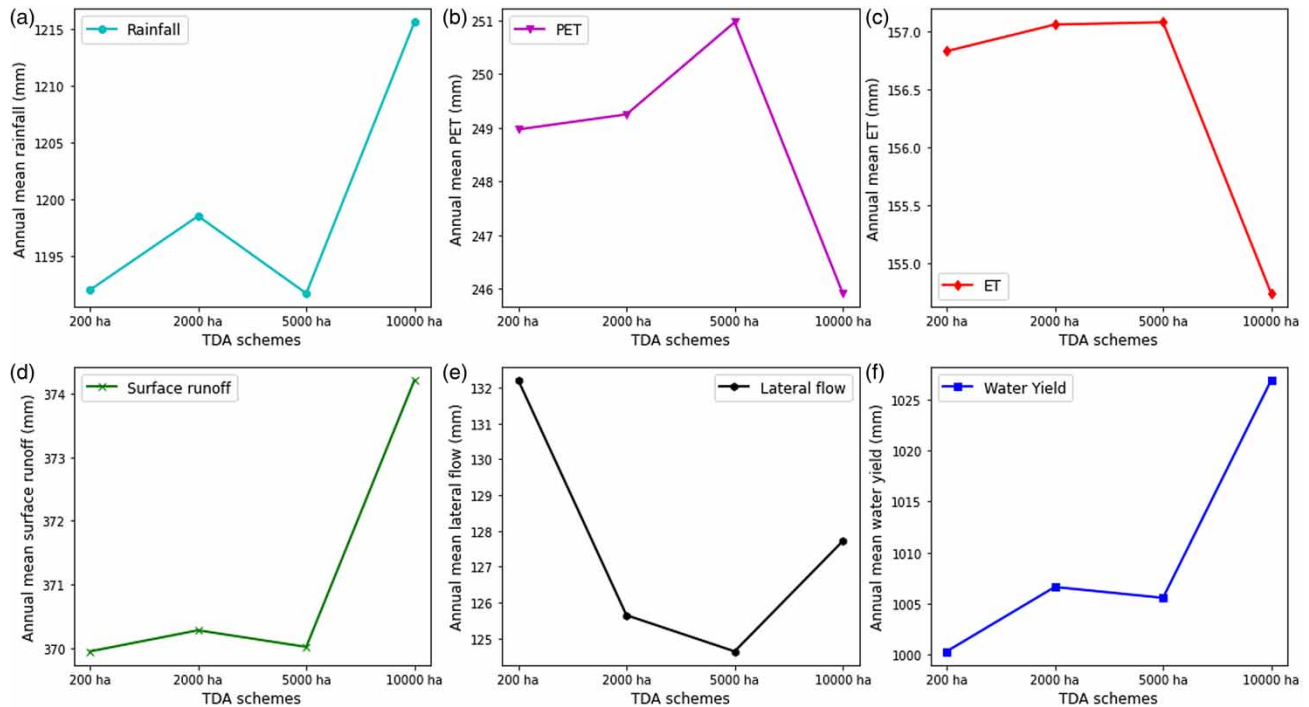 (a)
Rainfall
Annual mean rainfall (mm)
1215
1210
1205
1200
1195
200 ha 2000 ha 5000 ha 10000 ha
TDA schemes
(b)
PET
Annual mean PET (mm)
251
250
249
248
247
246
200 ha 2000 ha 5000 ha 10000 ha
TDA schemes
(c)
ET
Annual mean ET (mm)
157.0
156.5
156.0
155.5
155.0
200 ha 2000 ha 5000 ha 10000 ha
TDA schemes
(d)
Surface runoff
Annual mean surface runoff (mm)
374
373
372
371
370
200 ha 2000 ha 5000 ha 10000 ha
TDA schemes
(e)
Lateral flow
Annual mean lateral flow (mm)
132
131
130
129
128
127
126
125
200 ha 2000 ha 5000 ha 10000 ha
TDA schemes
(f)
Water Yield
Annual mean water yield (mm)
1025
1020
1015
1010
1005
1000
200 ha 2000 ha 5000 ha 10000 ha
TDA schemes